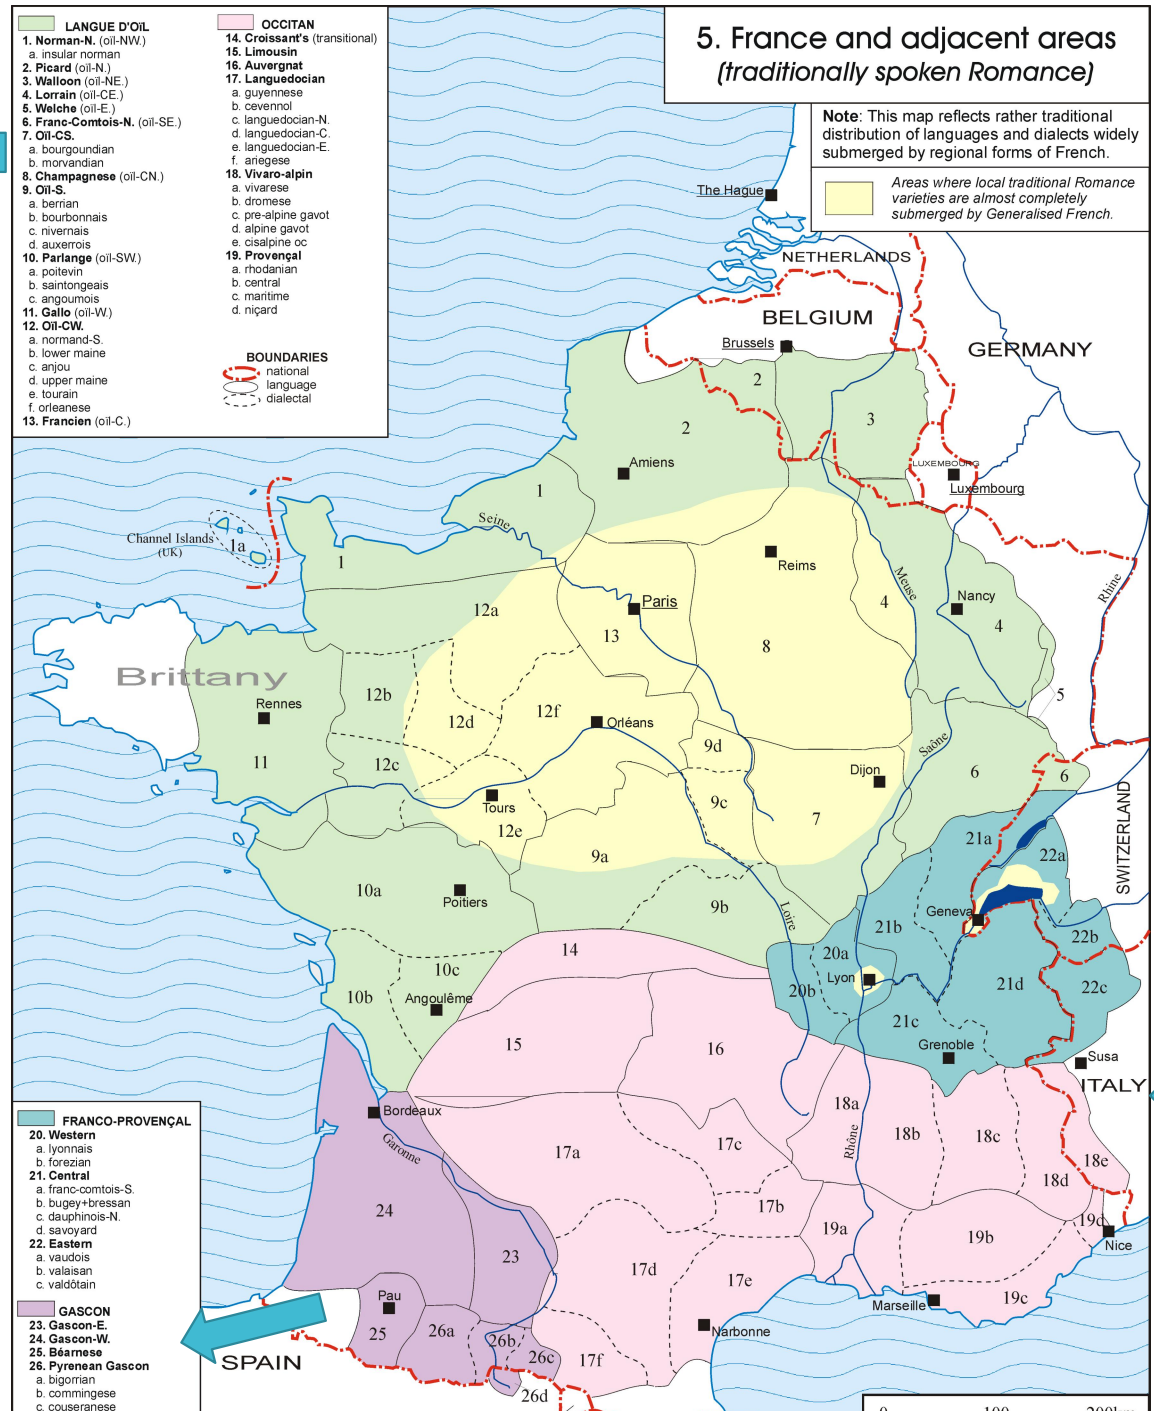 LANGUE D'OïL
1. Norman-N. (oïl-NW.)
a. insular norman
2. Picard (oïl-N.)
3. Walloon (oïl-NE.)
4. Lorrain (oïl-CE.)
5. Welche (oïl-E.)
6. Franc-Comtois-N. (oïl-SE.)
7. Oïl-CS.
a. bourgoundian
b. morvandian
8. Champagnese (oïl-CN.)
9. Oïl-S.
a. berrian
b. bourbonnais
c. nivernais
d. auxerrois
10. Parlange (oïl-SW.)
a. poitevin
b. saintongeais
c. angoumois
11. Gallo (oïl-W.)
12. Oïl-CW.
a. normand-S.
b. lower maine
c. anjou
d. upper maine
e. tourain
f. orleanese
13. Francien (oïl-C.)
OCCITAN
14. Croissant's (transitional)
15. Limousin
16. Auvergnat
17. Languedocian
a. guyennese
b. cevennol
c. languedocian-N.
d. languedocian-C.
e. languedocian-E.
f. ariegese
18. Vivaro-alpin
a. vivarese
b. dromese
c. pre-alpine gavot
d. alpine gavot
e. cisalpine oc
19. Provençal
a. rhodanian
b. central
c. maritime
d. niçard
BOUNDARIES
national
language
dialectal
5. France and adjacent areas
(traditionally spoken Romance)
Note: This map reflects rather traditional
distribution of languages and dialects widely
submerged by regional forms of French.
Areas where local traditional Romance
varieties are almost completely
submerged by Generalised French.
The Hague
NETHERLANDS
BELGIUM
Brussels
GERMANY
2
2
3
Amiens
LUXEMBOURG
Luxembourg
1
Seine
Channel Islands
(UK)
1a
1
Reims
Meuse
Rhine
12a
Paris
4
Nancy
4
13
8
Brittany
12b
5
Rennes
12d
12f
Orléans
9d
Saône
11
12c
Dijon
6
6
Tours
9c
7
12e
SWITZERLAND
21a
9a
22a
10a
Poitiers
9b
Loire
Geneva
21b
22b
14
20a
10c
Lyon
21d
10b
Angoulême
20b
22c
21c
15
16
Grenoble
Susa
ITALY
Bordeaux
18a
Garonne
17c
Rhône
18b
18c
17a
18e
18d
24
17b
19a
19d
23
19b
Nice
17d
17e
Pau
Marseille
19c
25
26a
26b
Narbonne
26c
17f
SPAIN
26d
FRANCO-PROVENÇAL
20. Western
a. lyonnais
b. forezian
21. Central
a. franc-comtois-S.
b. bugey+bressan
c. dauphinois-N.
d. savoyard
22. Eastern
a. vaudois
b. valaisan
c. valdôtain
GASCON
23. Gascon-E.
24. Gascon-W.
25. Béarnese
26. Pyrenean Gascon
a. bigorrian
b. commingese
c. couseranese
0 100 200km